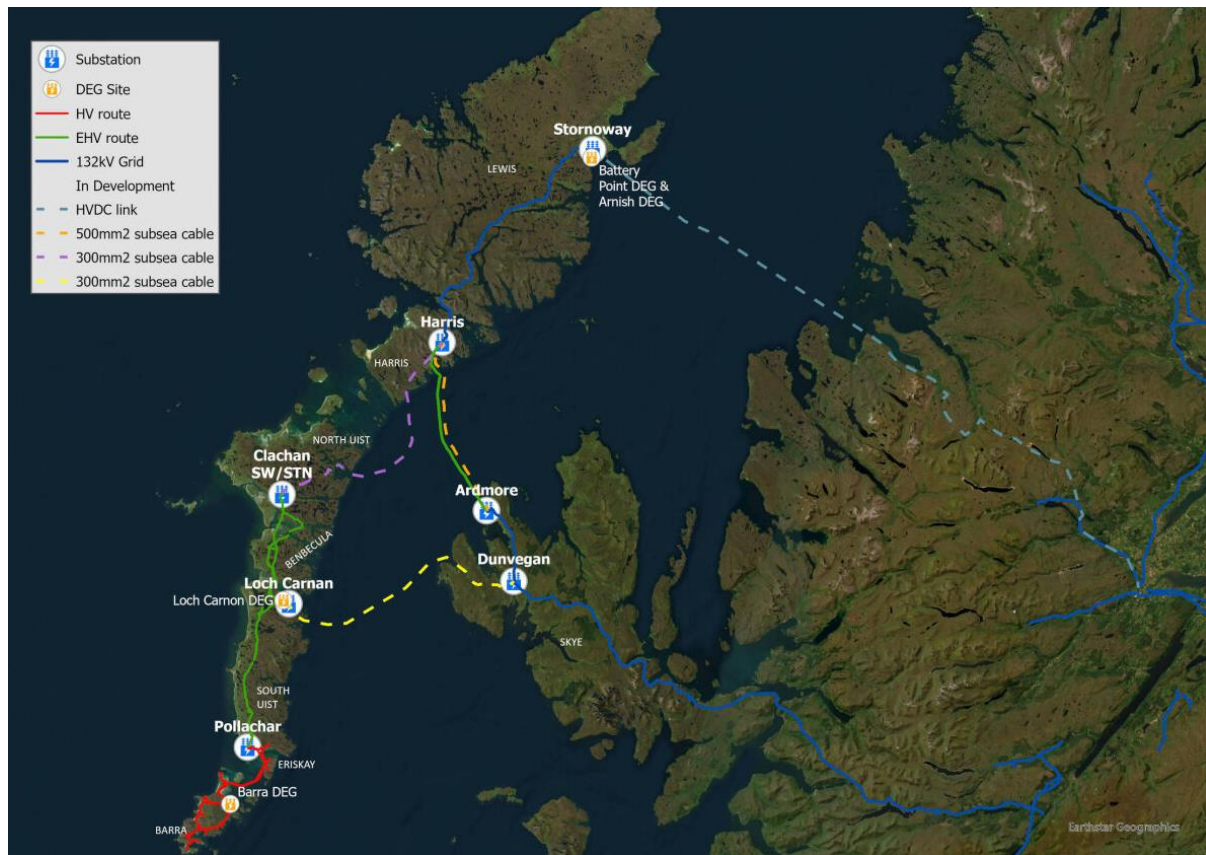 Substation
DEG Site
HV route
EHV route
132kV Grid
In Development
HVDC link
500mm2 subsea cable
300mm2 subsea cable
300mm2 subsea cable
Stornoway
LEWIS
Battery
Point DEG &
Arnish DEG
Harris
HARRIS
NORTH UIST
Clachan
SW/STN
Ardmore
BENBECULA
Dunvegan
Loch Carnan
Loch Carnon DEG
SKYE
SOUTH
UIST
Pollachar
ERISKAY
Barra DEG
BARRA
Earthstar Geographics